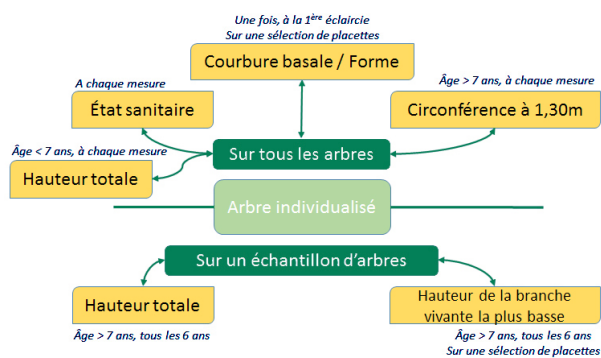 Une fois, à la 1ère éclaircie
Sur une sélection de placettes
Courbure basale / Forme
A chaque mesure
État sanitaire
Âge > 7 ans, à chaque mesure
Circonférence à 1,30m
Âge < 7 ans, à chaque mesure
Hauteur totale
Sur tous les arbres
Arbre individualisé
Sur un échantillon d'arbres
Hauteur totale
Âge > 7 ans, tous les 6 ans
Hauteur de la branche
vivante la plus basse
Âge > 7 ans, tous les 6 ans
Sur une sélection de placettes